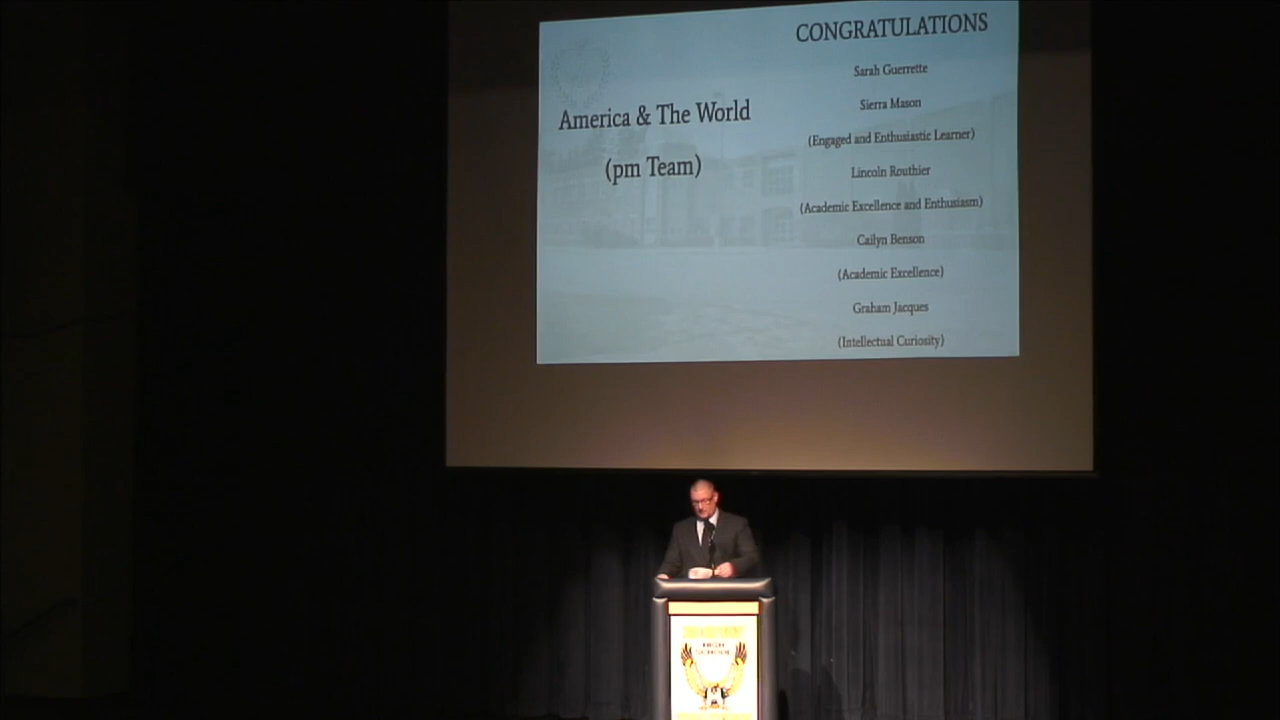 CONGRATULATIONS
America & The World
(pm Team)
Sarah Guerrette
Sierra Mason
(Engaged and Enthusiastic Learner)
Lincoln Routhier
(Academic Excellence and Enthusiasm)
Cailyn Benson
(Academic Excellence)
Graham Jacques
(Intellectual Curiosity)
HIGH
SCHOOL